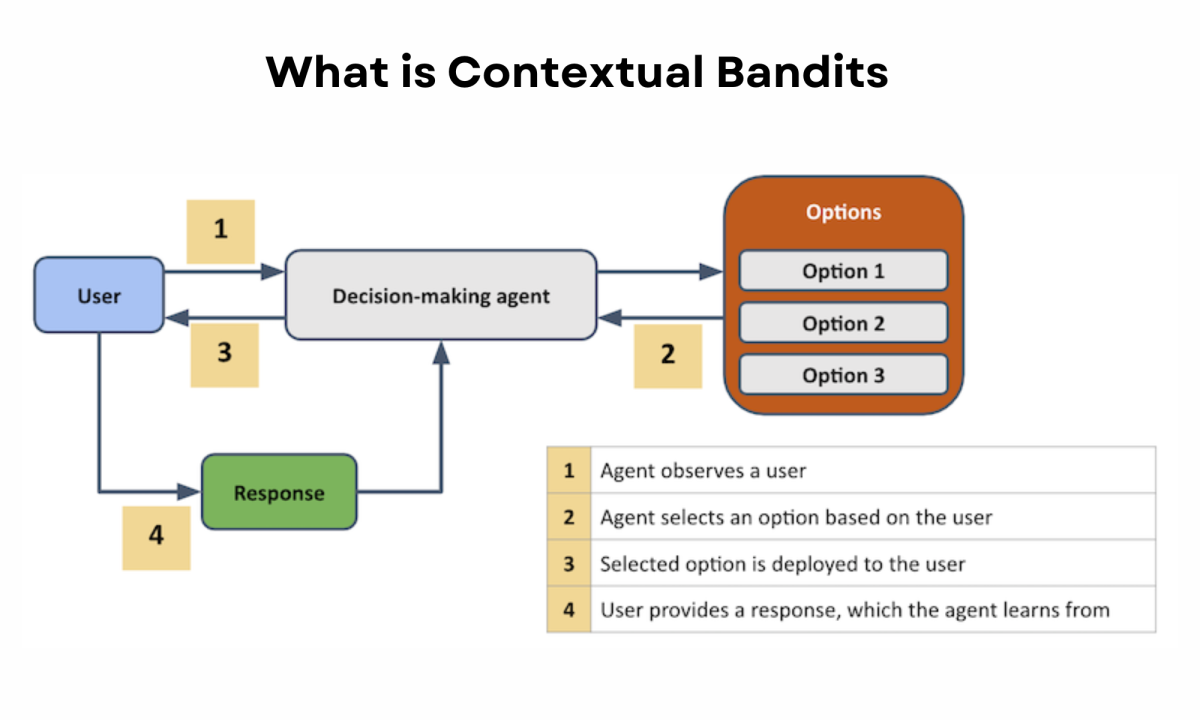 What is Contextual Bandits
1
User
Decision-making agent
3
2
Options
Option 1
Option 2
Option 3
Response
4
1 Agent observes a user
2 Agent selects an option based on the user
3 Selected option is deployed to the user
4 User provides a response, which the agent learns from